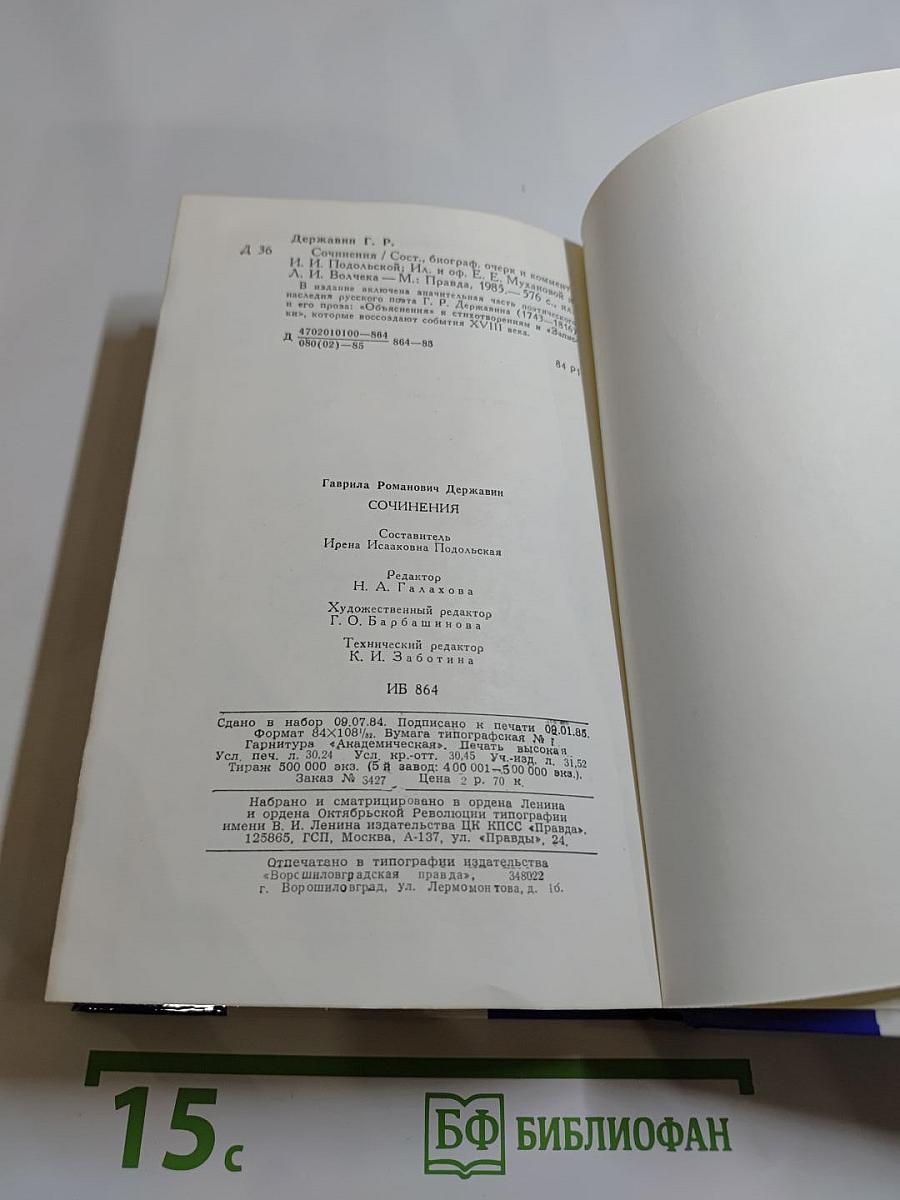 Державин Г. Р.
Д 36 Сочинения / Сост., биограф. очерк и коммент.
И. И. Подольской; Ил. и оф. Е. Е. Мухановой и
Л. И. Волчека — М.: Правда, 1985.— 576 с., ил.
В издание включена значительная часть поэтического
наследия русского поэта Г. Р. Державина (1743—1816)
и его проза: «Объяснения» к стихотворениям и «Запис-
ки», которые воссоздают события XVIII века.
Д 4702010100—864
080(02)—85 864—85
84 Р1
Гаврила Романович Державин
СОЧИНЕНИЯ
Составитель
Ирена Исааковна Подольская
Редактор
Н. А. Галахова
Художественный редактор
Г. О. Барбашинова
Технический редактор
К. И. Заботина
ИБ 864
Сдано в набор 09.07.84. Подписано к печати 09.01.85.
Формат 84×108 1/32. Бумага типографская № 1.
Гарнитура «Академическая». Печать высокая.
Усл. печ. л. 30,24 Усл. кр.-отт. 30,45 Уч.-изд. л. 31,52
Тираж 500 000 экз. (5й завод: 400 001—500 000 экз.).
Заказ № 3427 Цена 2 р. 70 к.
Набрано и сматрицировано в ордена Ленина
и ордена Октябрьской Революции типографии
имени В. И. Ленина издательства ЦК КПСС «Правда».
125865, ГСП, Москва, А-137, ул. «Правды», 24.
Отпечатано в типографии издательства
«Ворошиловградская правда», 348022
г. Ворошиловград, ул. Лермонтова, д. 1б.
15 с
БФ БИБЛИОФАН